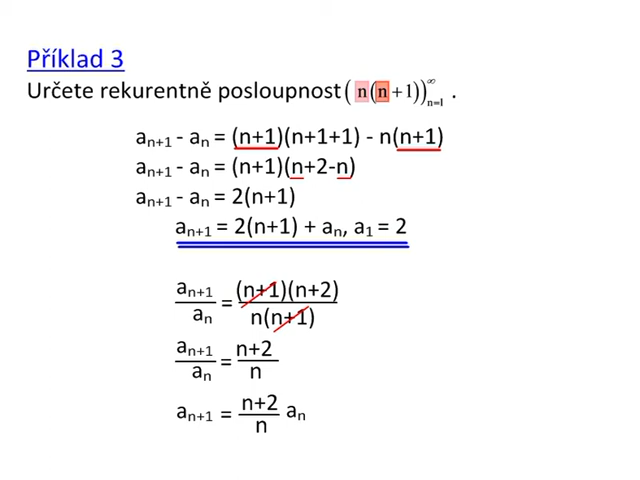 Příklad 3
Určete rekurentně posloupnost (n(n+1))∞n=1 .
an+1 - an = (n+1)(n+1+1) - n(n+1)
an+1 - an = (n+1)(n+2-n)
an+1 - an = 2(n+1)
an+1 = 2(n+1) + an, a1 = 2
an+1/an = (n+1)(n+2)/n(n+1)
an+1/an = n+2/n
an+1 = n+2/n an